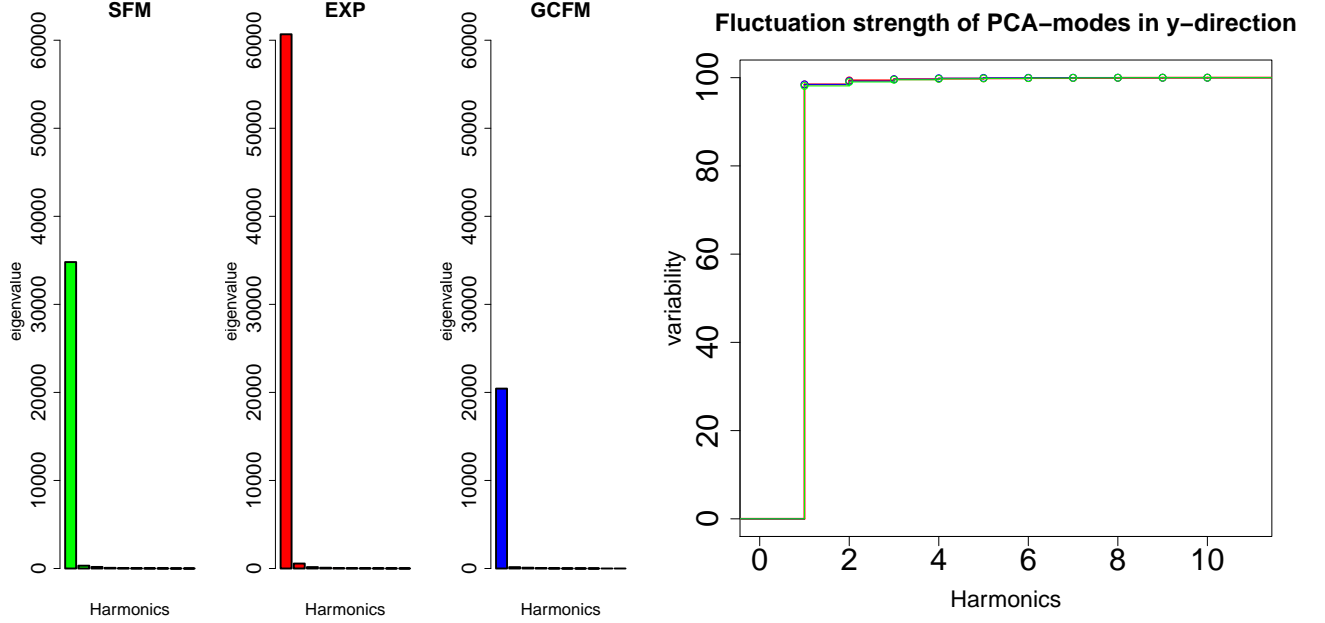 SFM
eigenvalue
0 10000 20000 30000 40000 50000 60000
Harmonics
EXP
eigenvalue
0 10000 20000 30000 40000 50000 60000
Harmonics
GCFM
eigenvalue
0 10000 20000 30000 40000 50000 60000
Harmonics
Fluctuation strength of PCA−modes in y−direction
variability
0 20 40 60 80 100
0 2 4 6 8 10
Harmonics